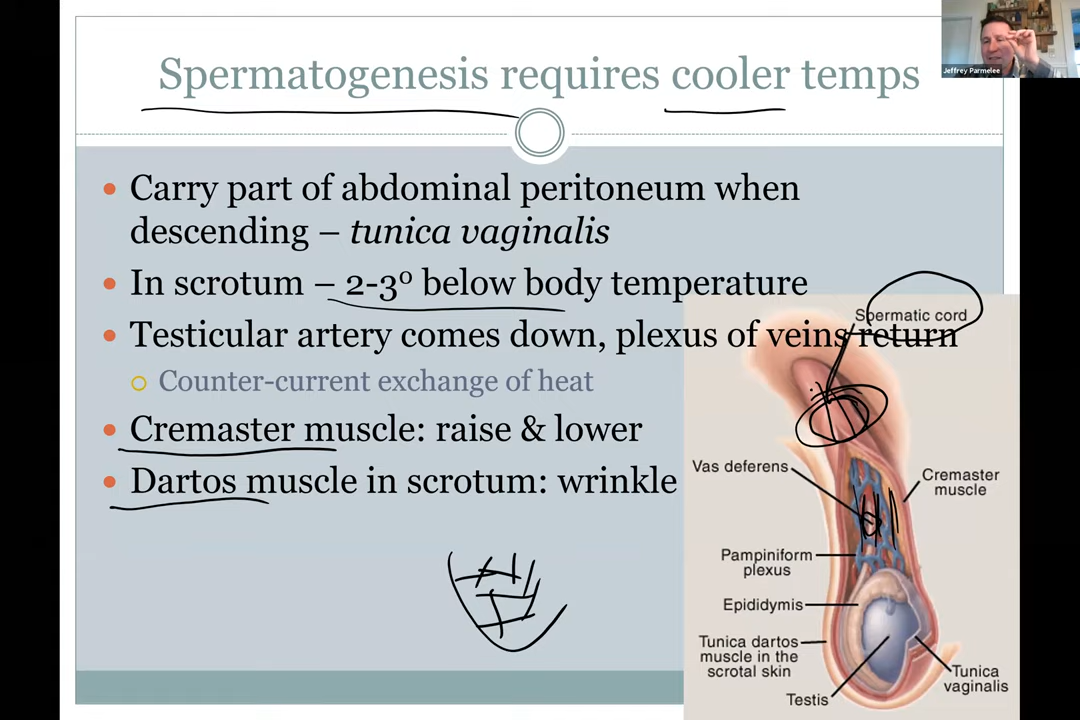 Jeffrey Parmelee
Spermatogenesis requires cooler temps
• Carry part of abdominal peritoneum when
descending – tunica vaginalis
• In scrotum – 2-3º below body temperature
• Testicular artery comes down, plexus of veins return
Counter-current exchange of heat
• Cremaster muscle: raise & lower
• Dartos muscle in scrotum: wrinkle
Spermatic cord
Vas deferens
Cremaster
muscle
Pampiniform
plexus
Epididymis
Tunica dartos
muscle in the
scrotal skin
Testis
Tunica
vaginalis